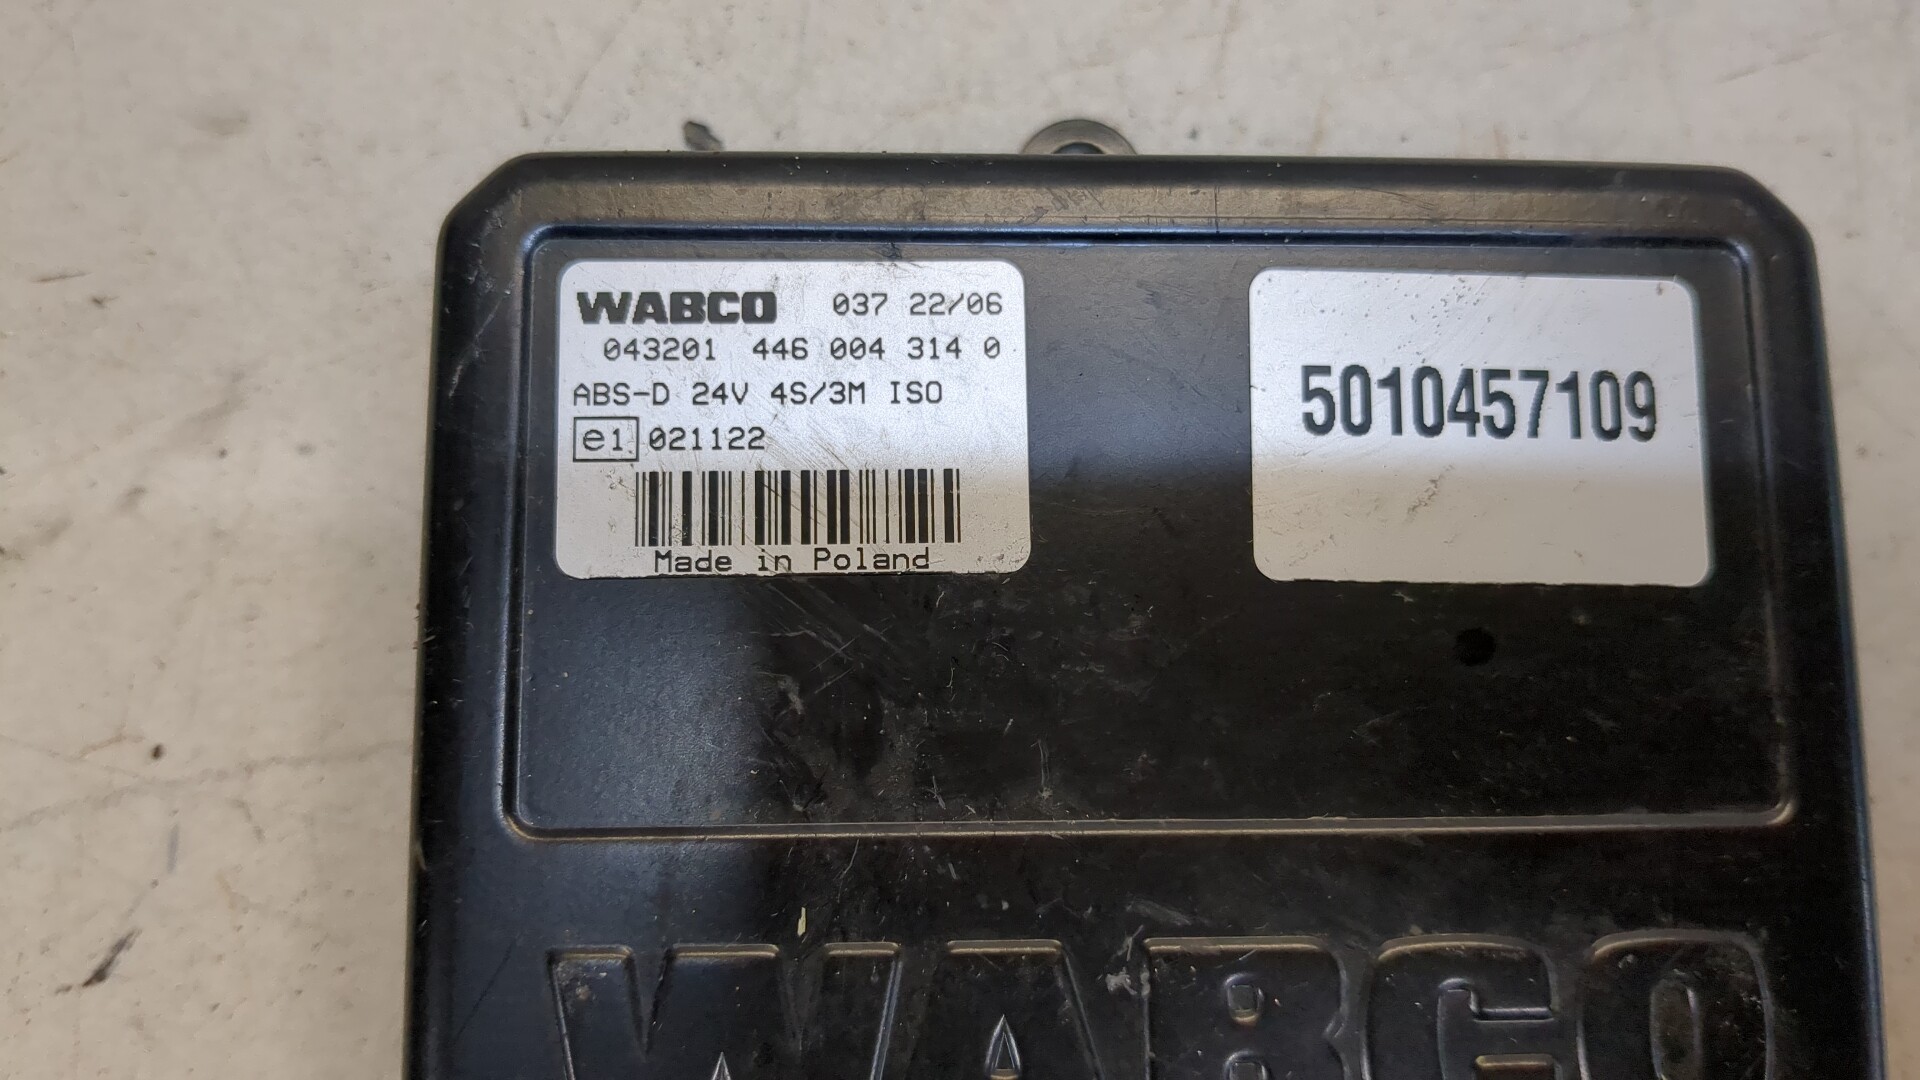 WABCO 037 22/06
043201 446 004 314 0
ABS-D 24V 4S/3M ISO
e1 021122
Made in Poland
5010457109
WABCO